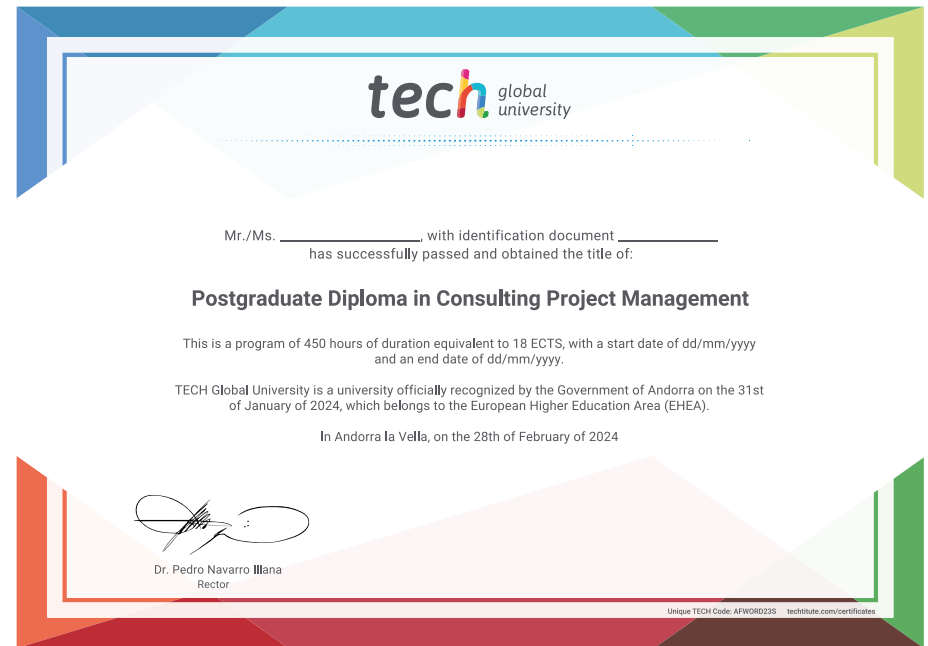 tech global
university
Mr./Ms. ____________, with identification document ____________
has successfully passed and obtained the title of:
Postgraduate Diploma in Consulting Project Management
This is a program of 450 hours of duration equivalent to 18 ECTS, with a start date of dd/mm/yyyy
and an end date of dd/mm/yyyy.
TECH Global University is a university officially recognized by the Government of Andorra on the 31st
of January of 2024, which belongs to the European Higher Education Area (EHEA).
In Andorra la Vella, on the 28th of February of 2024
Dr. Pedro Navarro Illana
Rector
Unique TECH Code: AFWORD23S techtitute.com/certificates